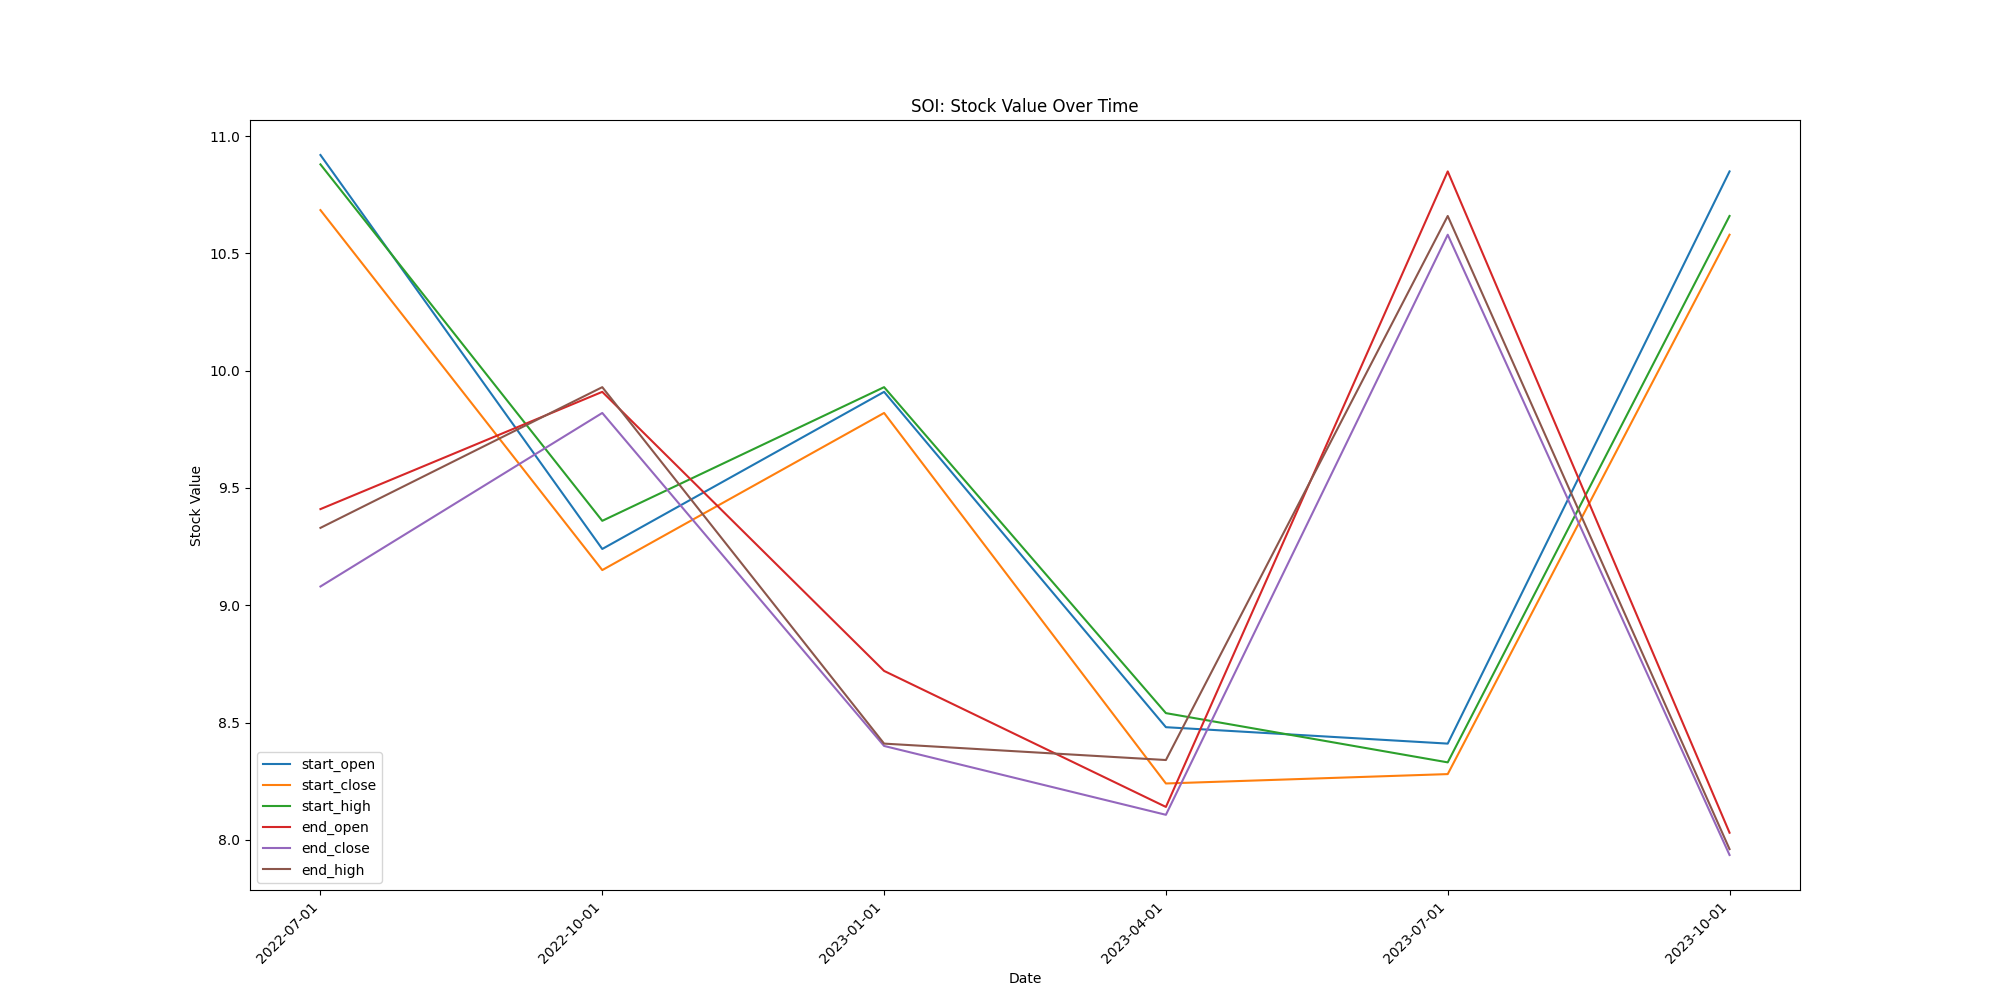 SOI: Stock Value Over Time
Stock Value
11.0
10.5
10.0
9.5
9.0
8.5
8.0
start_open
start_close
start_high
end_open
end_close
end_high
2022-07-01
2022-10-01
2023-01-01
2023-04-01
2023-07-01
2023-10-01
Date